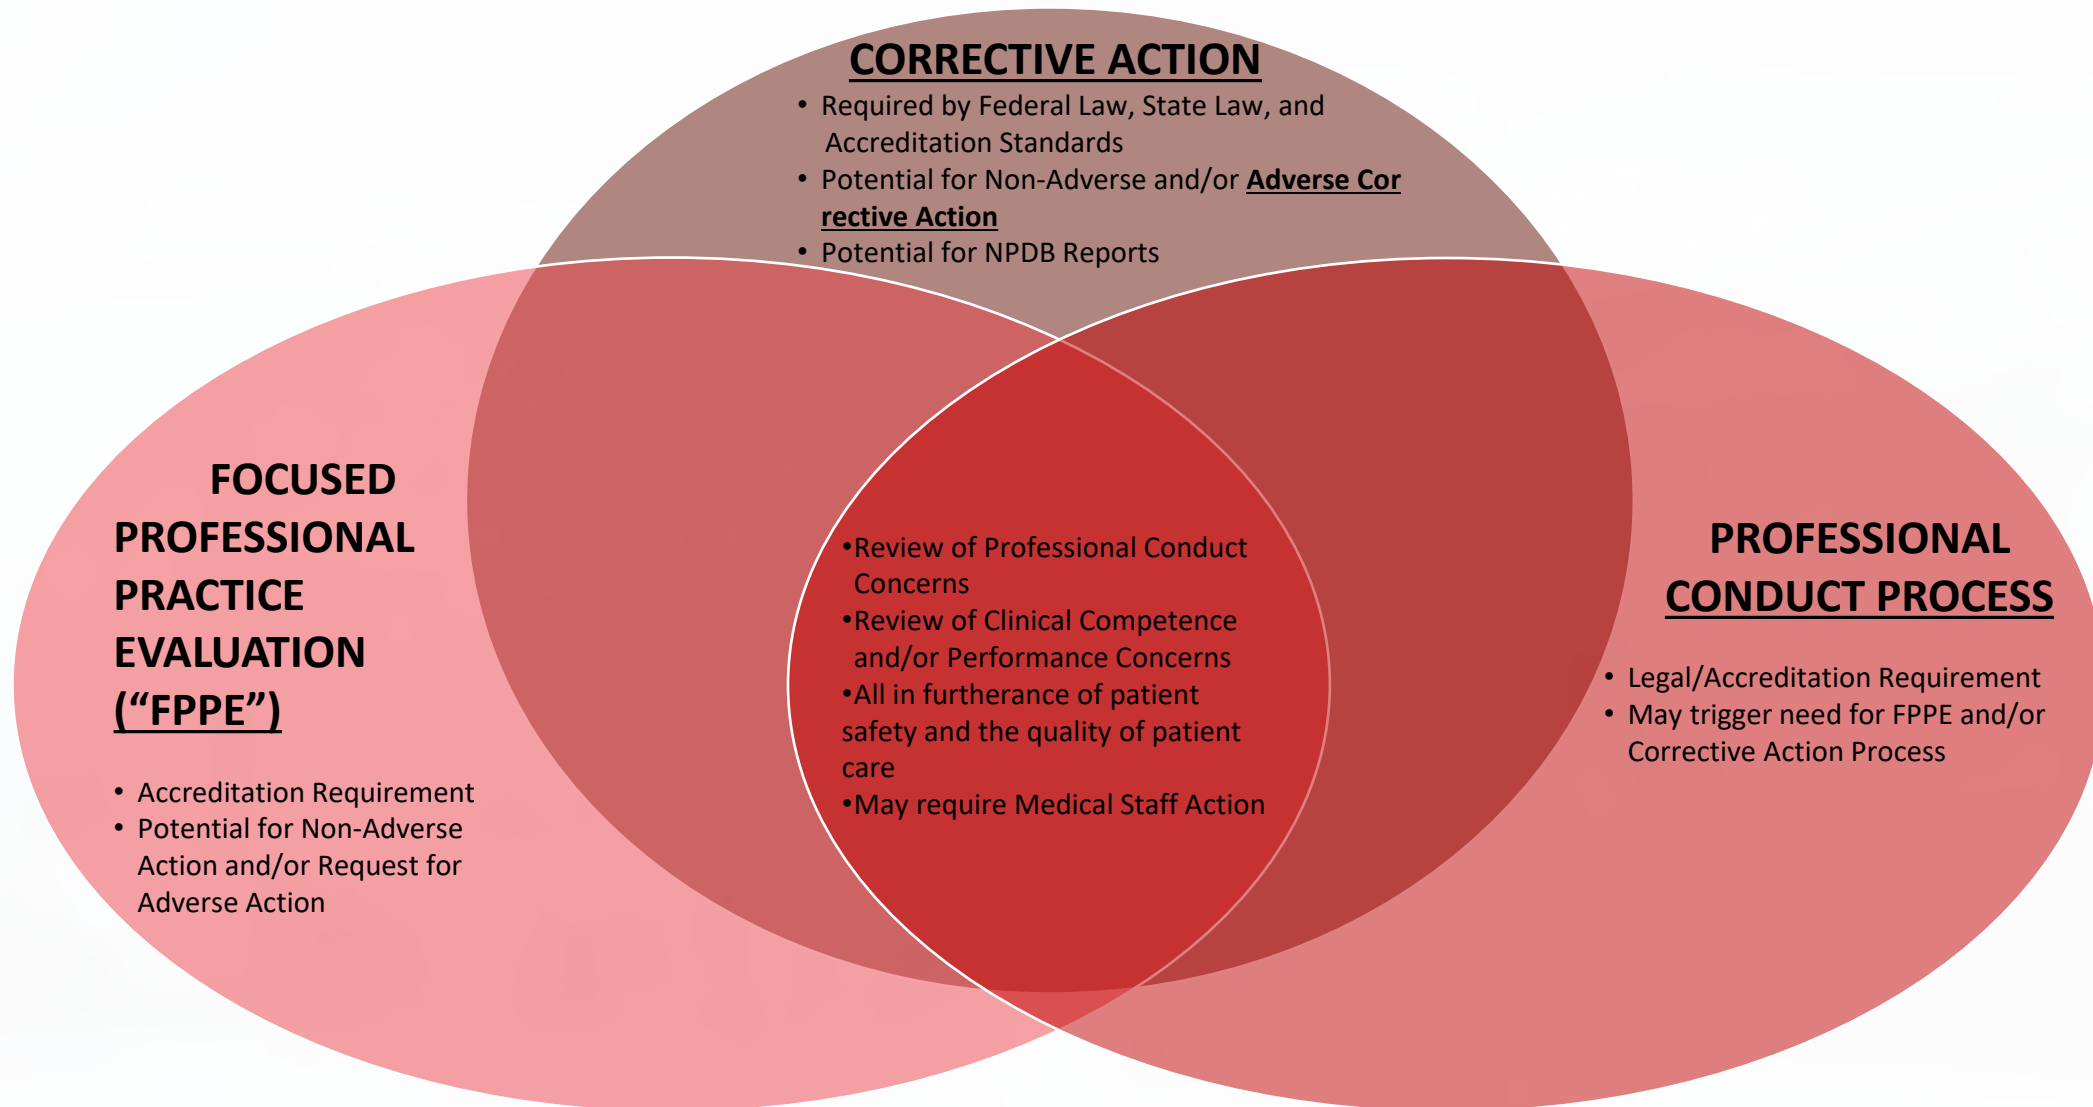 CORRECTIVE ACTION
• Required by Federal Law, State Law, and
Accreditation Standards
• Potential for Non-Adverse and/or Adverse Cor
rective Action
• Potential for NPDB Reports
FOCUSED
PROFESSIONAL
PRACTICE
EVALUATION
(“FPPE”)
• Accreditation Requirement
• Potential for Non-Adverse
Action and/or Request for
Adverse Action
•Review of Professional Conduct
Concerns
•Review of Clinical Competence
and/or Performance Concerns
•All in furtherance of patient
safety and the quality of patient
care
•May require Medical Staff Action
PROFESSIONAL
CONDUCT PROCESS
• Legal/Accreditation Requirement
• May trigger need for FPPE and/or
Corrective Action Process